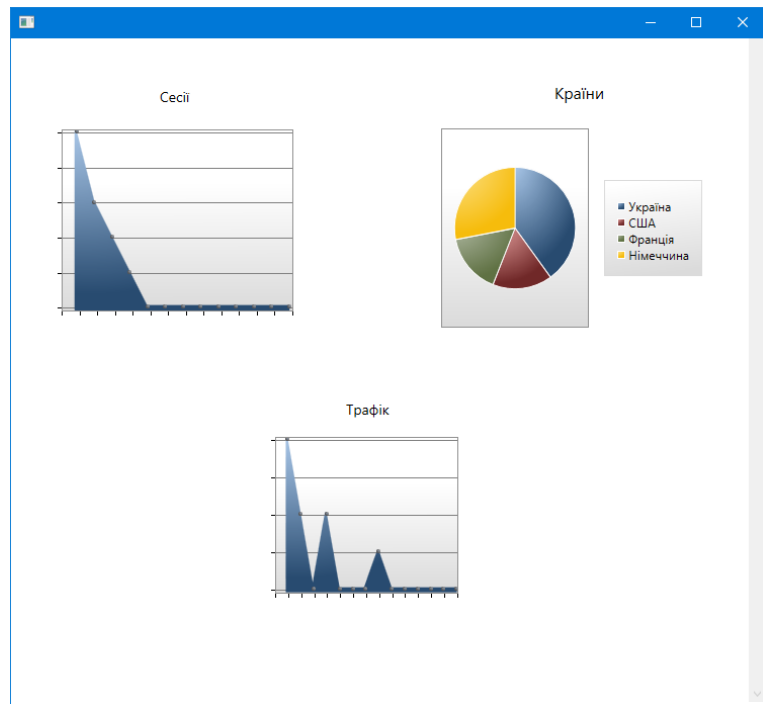 Сесії
Країни
Україна
США
Франція
Німеччина
Трафік